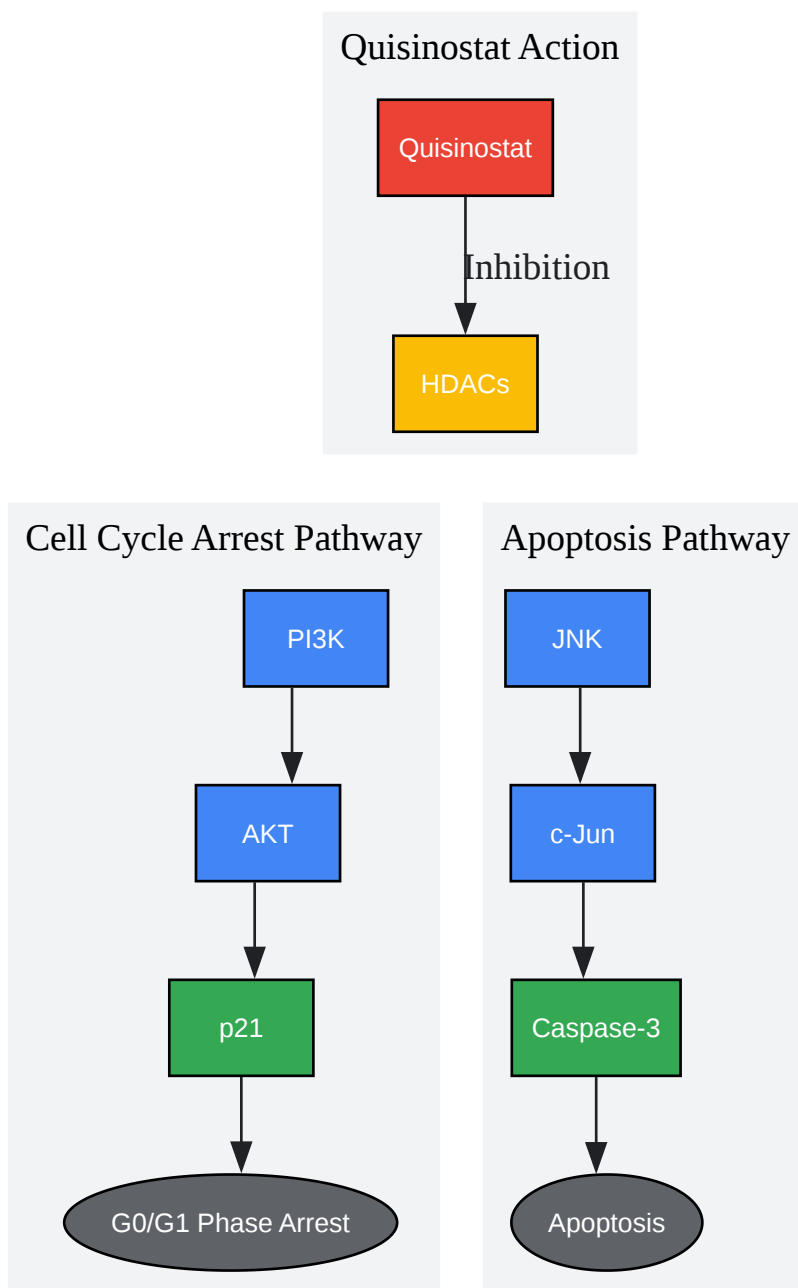 Quisinostat Action
Quisinostat
Inhibition
HDACs
Cell Cycle Arrest Pathway
PI3K
AKT
p21
G0/G1 Phase Arrest
Apoptosis Pathway
JNK
c-Jun
Caspase-3
Apoptosis